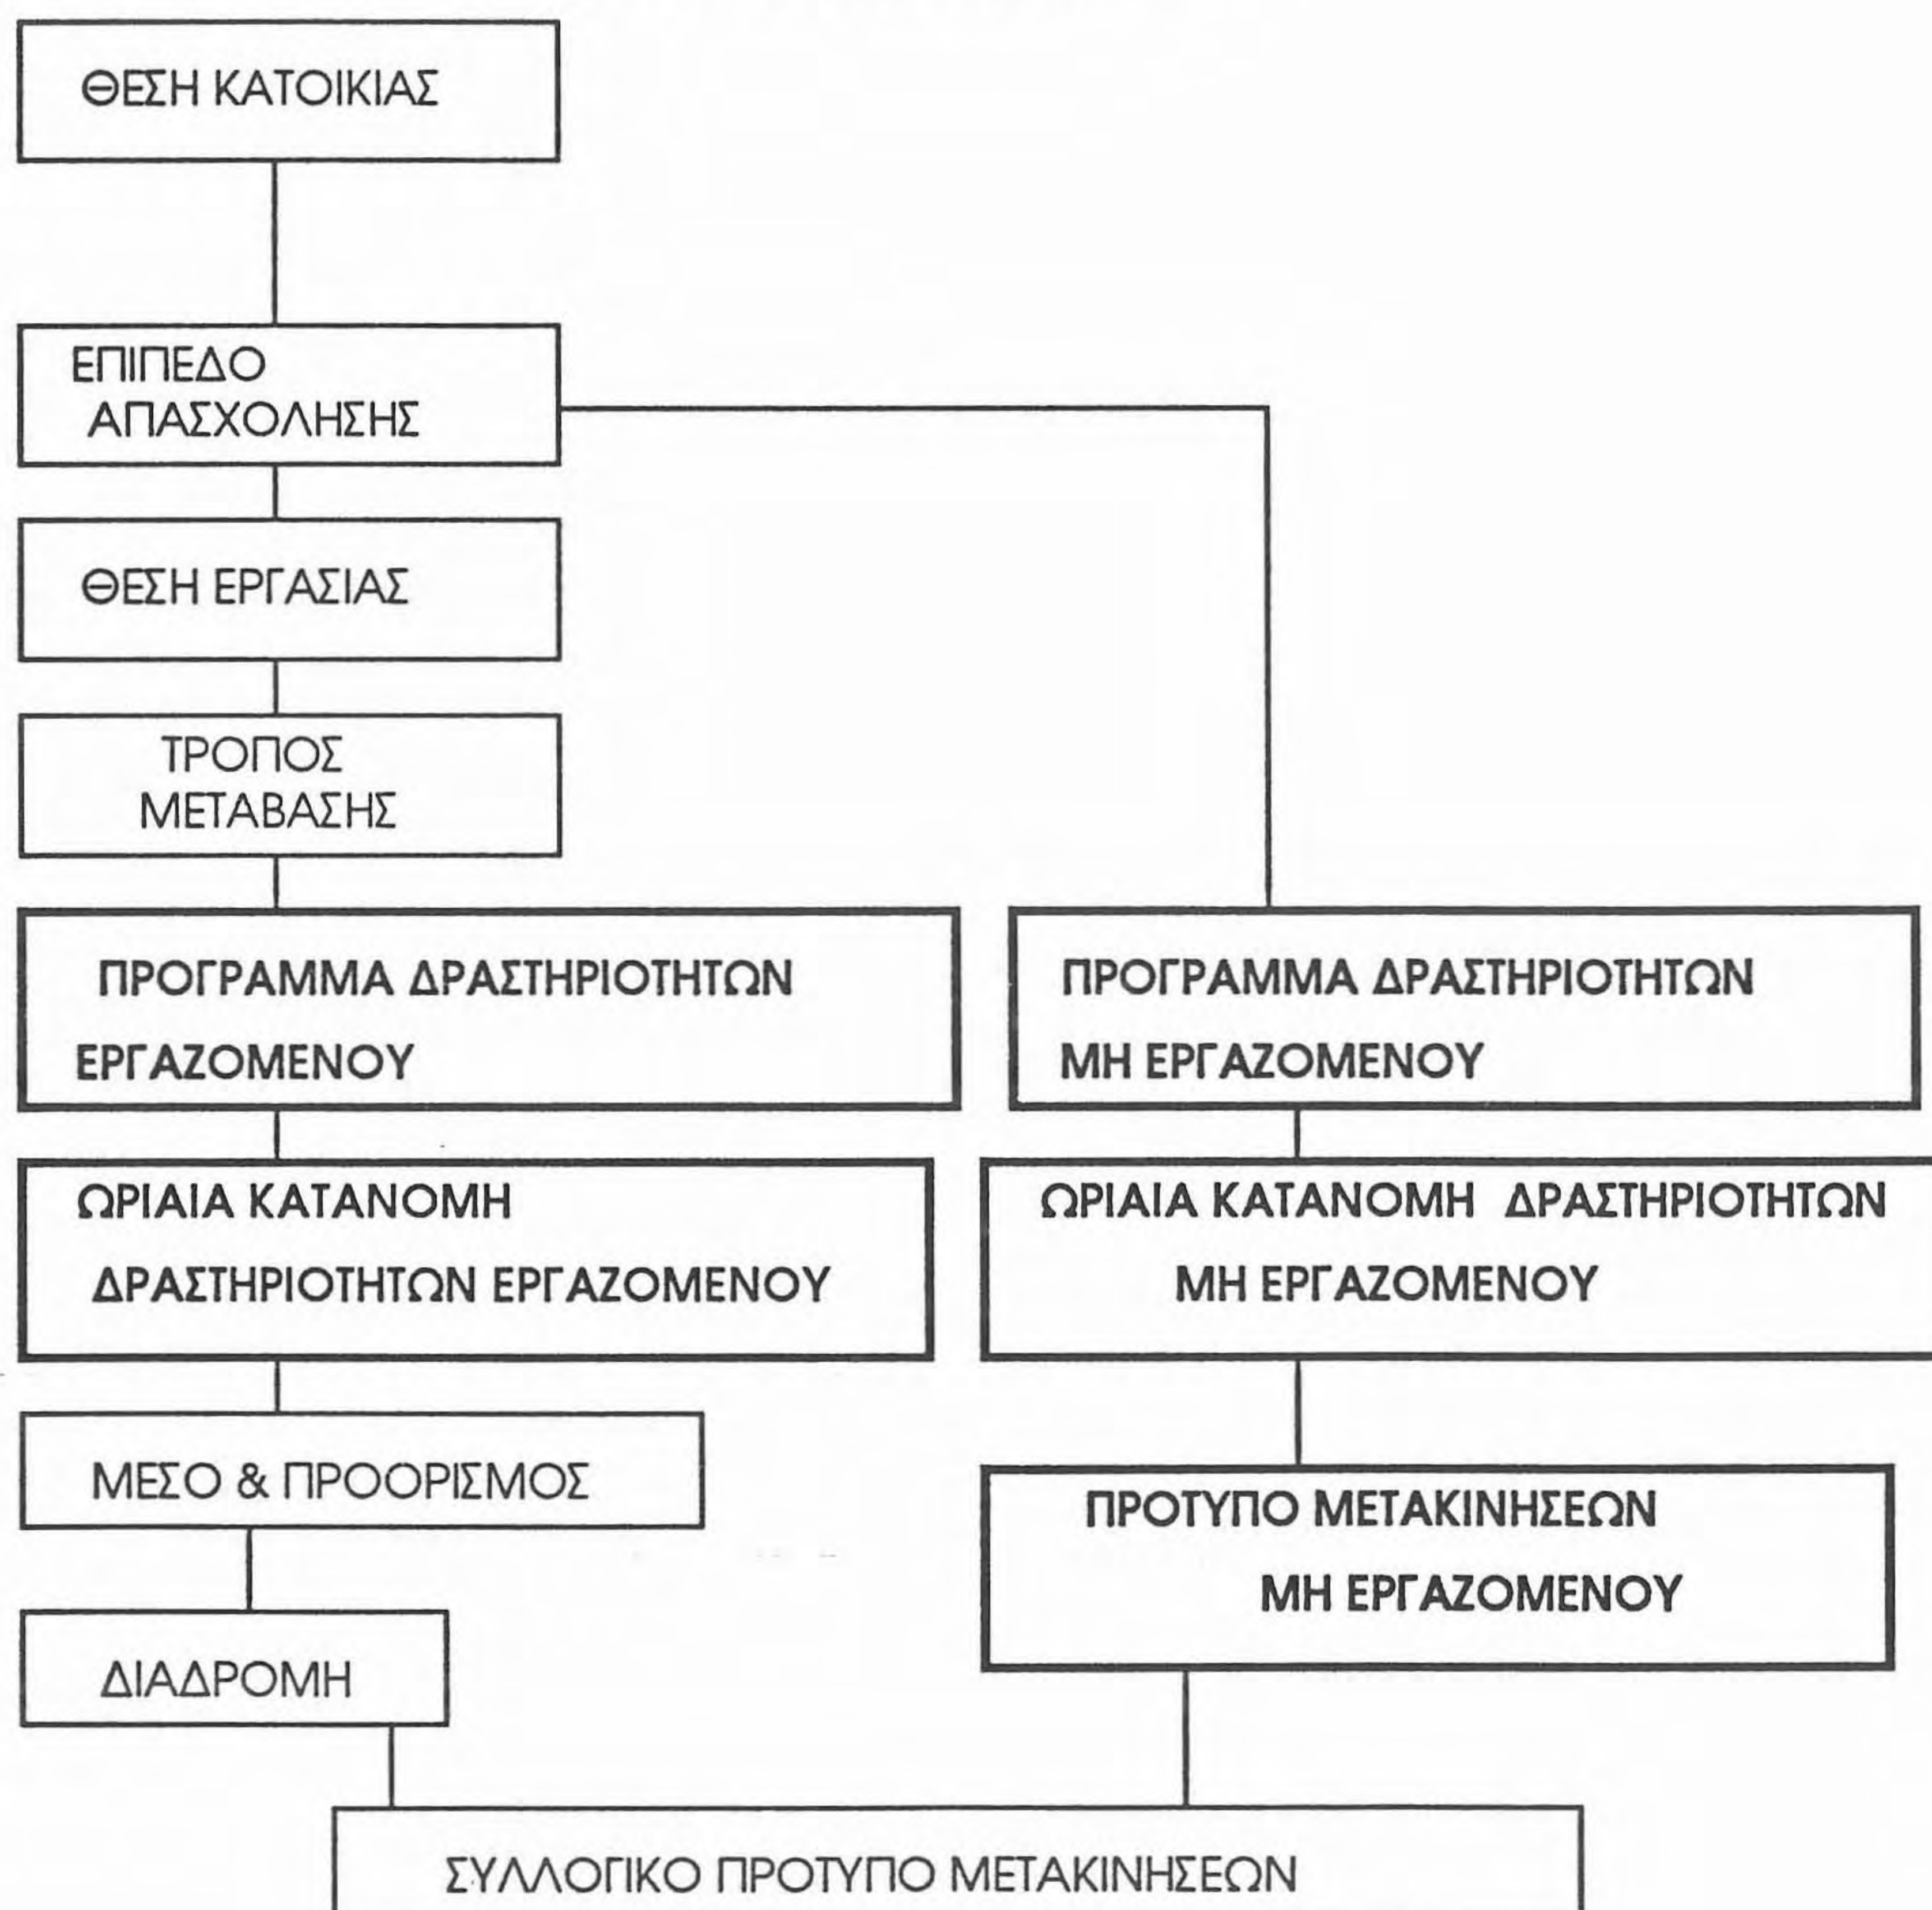 ΘΕΣΗ ΚΑΤΟΙΚΙΑΣ
ΕΠΙΠΕΔΟ
ΑΠΑΣΧΟΛΗΣΗΣ
ΘΕΣΗ ΕΡΓΑΣΙΑΣ
ΤΡΟΠΟΣ
ΜΕΤΑΒΑΣΗΣ
ΠΡΟΓΡΑΜΜΑ ΔΡΑΣΤΗΡΙΟΤΗΤΩΝ
ΕΡΓΑΖΟΜΕΝΟΥ
ΠΡΟΓΡΑΜΜΑ ΔΡΑΣΤΗΡΙΟΤΗΤΩΝ
ΜΗ ΕΡΓΑΖΟΜΕΝΟΥ
ΩΡΙΑΙΑ ΚΑΤΑΝΟΜΗ
ΔΡΑΣΤΗΡΙΟΤΗΤΩΝ ΕΡΓΑΖΟΜΕΝΟΥ
ΩΡΙΑΙΑ ΚΑΤΑΝΟΜΗ ΔΡΑΣΤΗΡΙΟΤΗΤΩΝ
ΜΗ ΕΡΓΑΖΟΜΕΝΟΥ
ΜΕΣΟ & ΠΡΟΟΡΙΣΜΟΣ
ΠΡΟΤΥΠΟ ΜΕΤΑΚΙΝΗΣΕΩΝ
ΜΗ ΕΡΓΑΖΟΜΕΝΟΥ
ΔΙΑΔΡΟΜΗ
ΣΥΛΛΟΓΙΚΟ ΠΡΟΤΥΠΟ ΜΕΤΑΚΙΝΗΣΕΩΝ